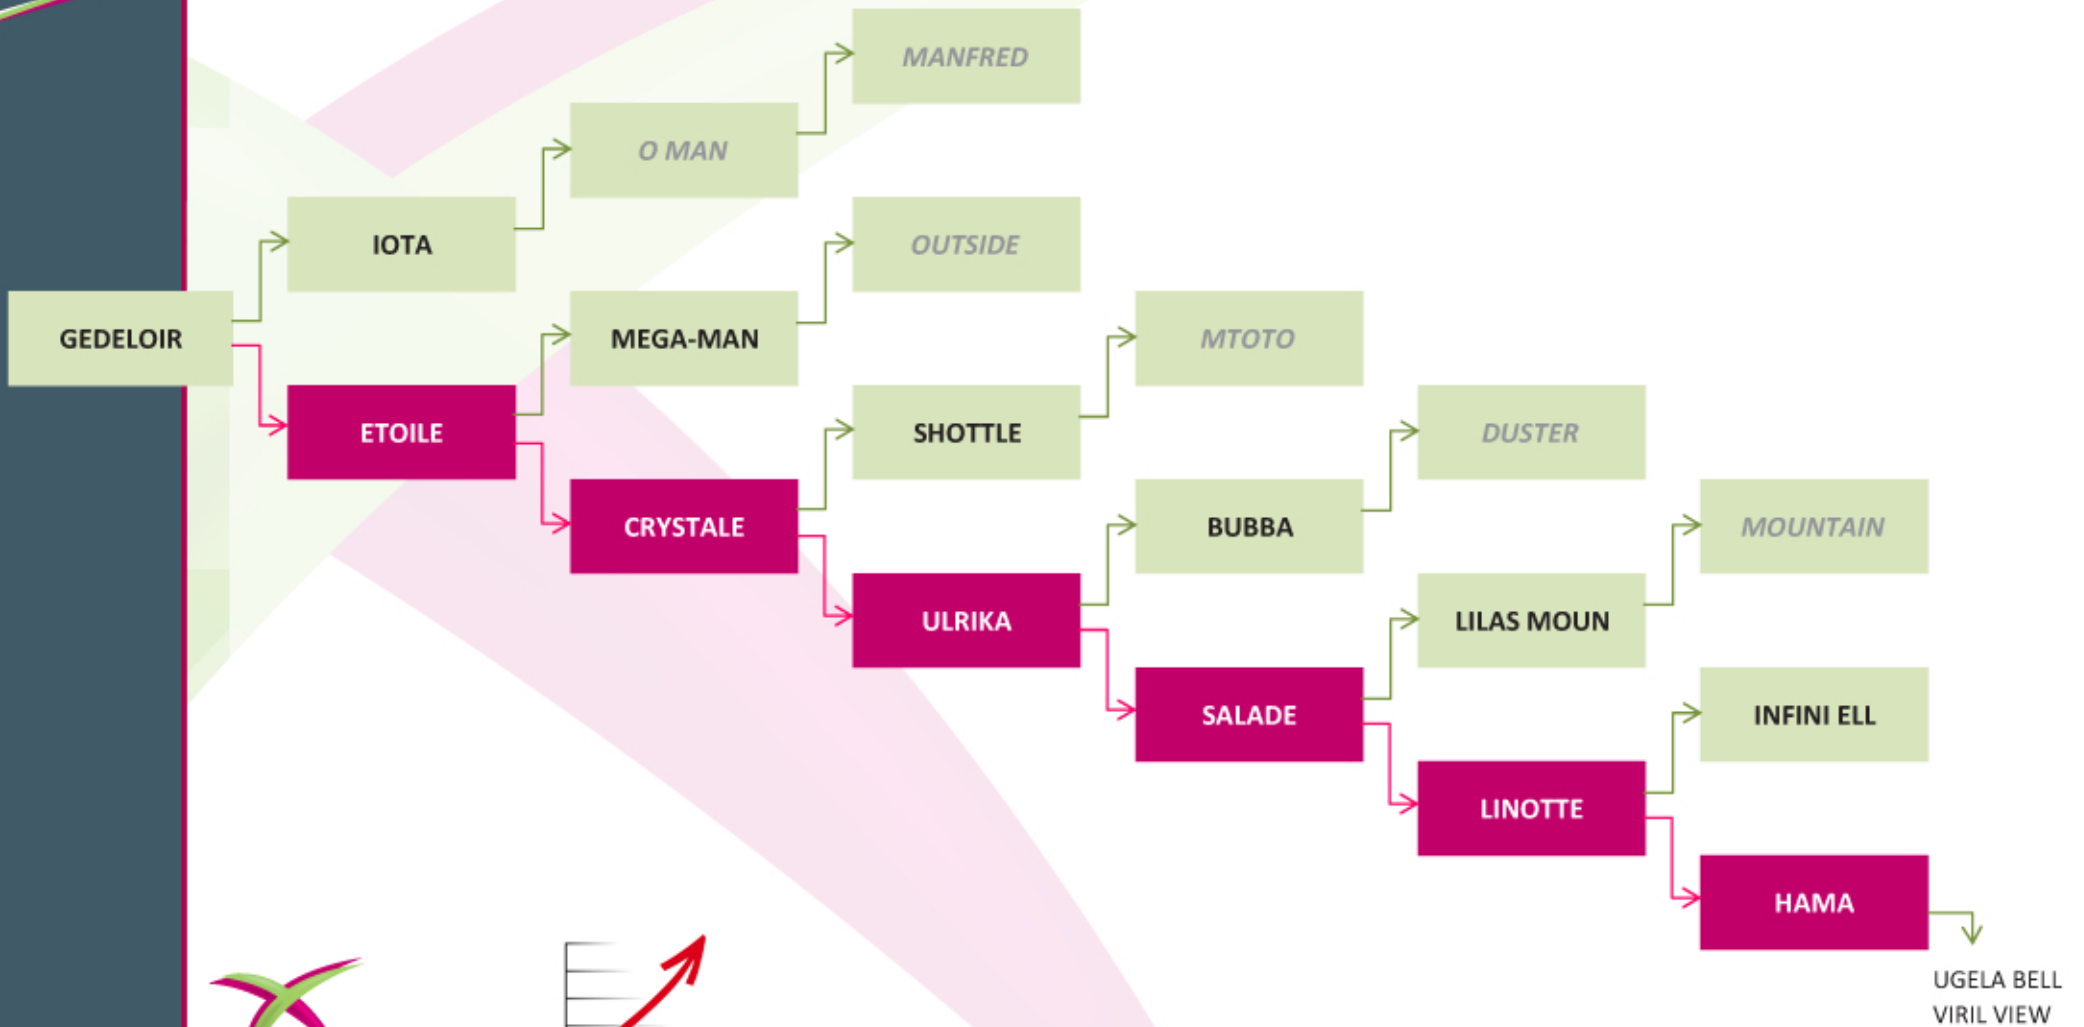 MANFRED
O MAN
IOTA
OUTSIDE
GEDELOIR
MEGA-MAN
MTOTO
ETOILE
SHOTTLE
DUSTER
CRYSTALE
BUBBA
MOUNTAIN
ULRIKA
LILAS MOUN
SALADE
INFINI ELL
LINOTTE
HAMA
UGELA BELL
VIRIL VIEW